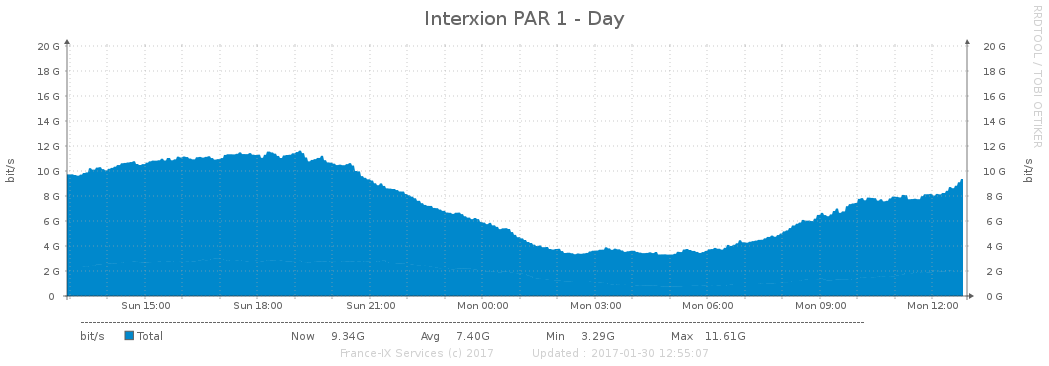 Interxion PAR 1 - Day
RRDTOOL / TOBI OETIKER
20 G 20 G
18 G 18 G
16 G 16 G
14 G 14 G
12 G 12 G
10 G 10 G
8 G 8 G
6 G 6 G
4 G 4 G
2 G 2 G
0 0 G
bit/s bit/s
Sun 15:00 Sun 18:00 Sun 21:00 Mon 00:00 Mon 03:00 Mon 06:00 Mon 09:00 Mon 12:00
bit/s Total Now 9.34G Avg 7.40G Min 3.29G Max 11.61G
France-IX Services (c) 2017 Updated : 2017-01-30 12:55:07